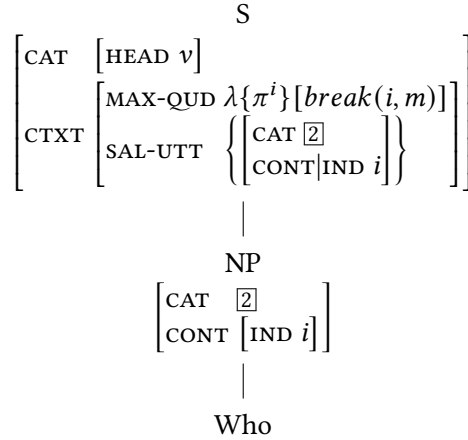 S
CAT [HEAD v]
CTXT [MAX-QUD λ{π^i}[break(i, m)]
SAL-UTT {[CAT 2
CONT|IND i]}]
NP
CAT 2
CONT [IND i]
Who